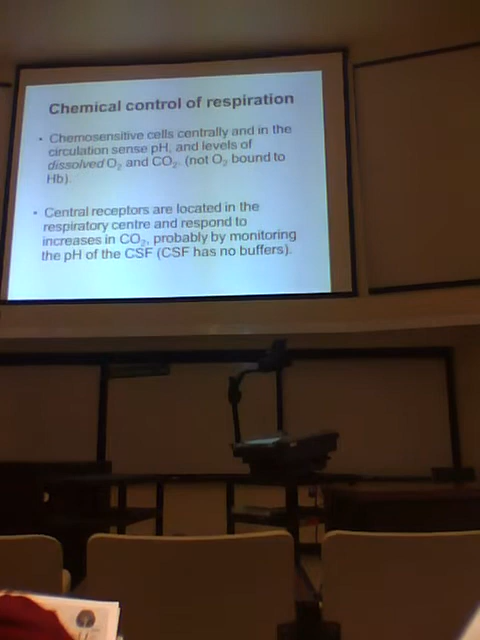 Chemical control of respiration
• Chemosensitive cells centrally and in the
circulation sense pH, and levels of
dissolved O₂ and CO₂. (not O₂ bound to
Hb).
• Central receptors are located in the
respiratory centre and respond to
increases in CO₂, probably by monitoring
the pH of the CSF (CSF has no buffers).